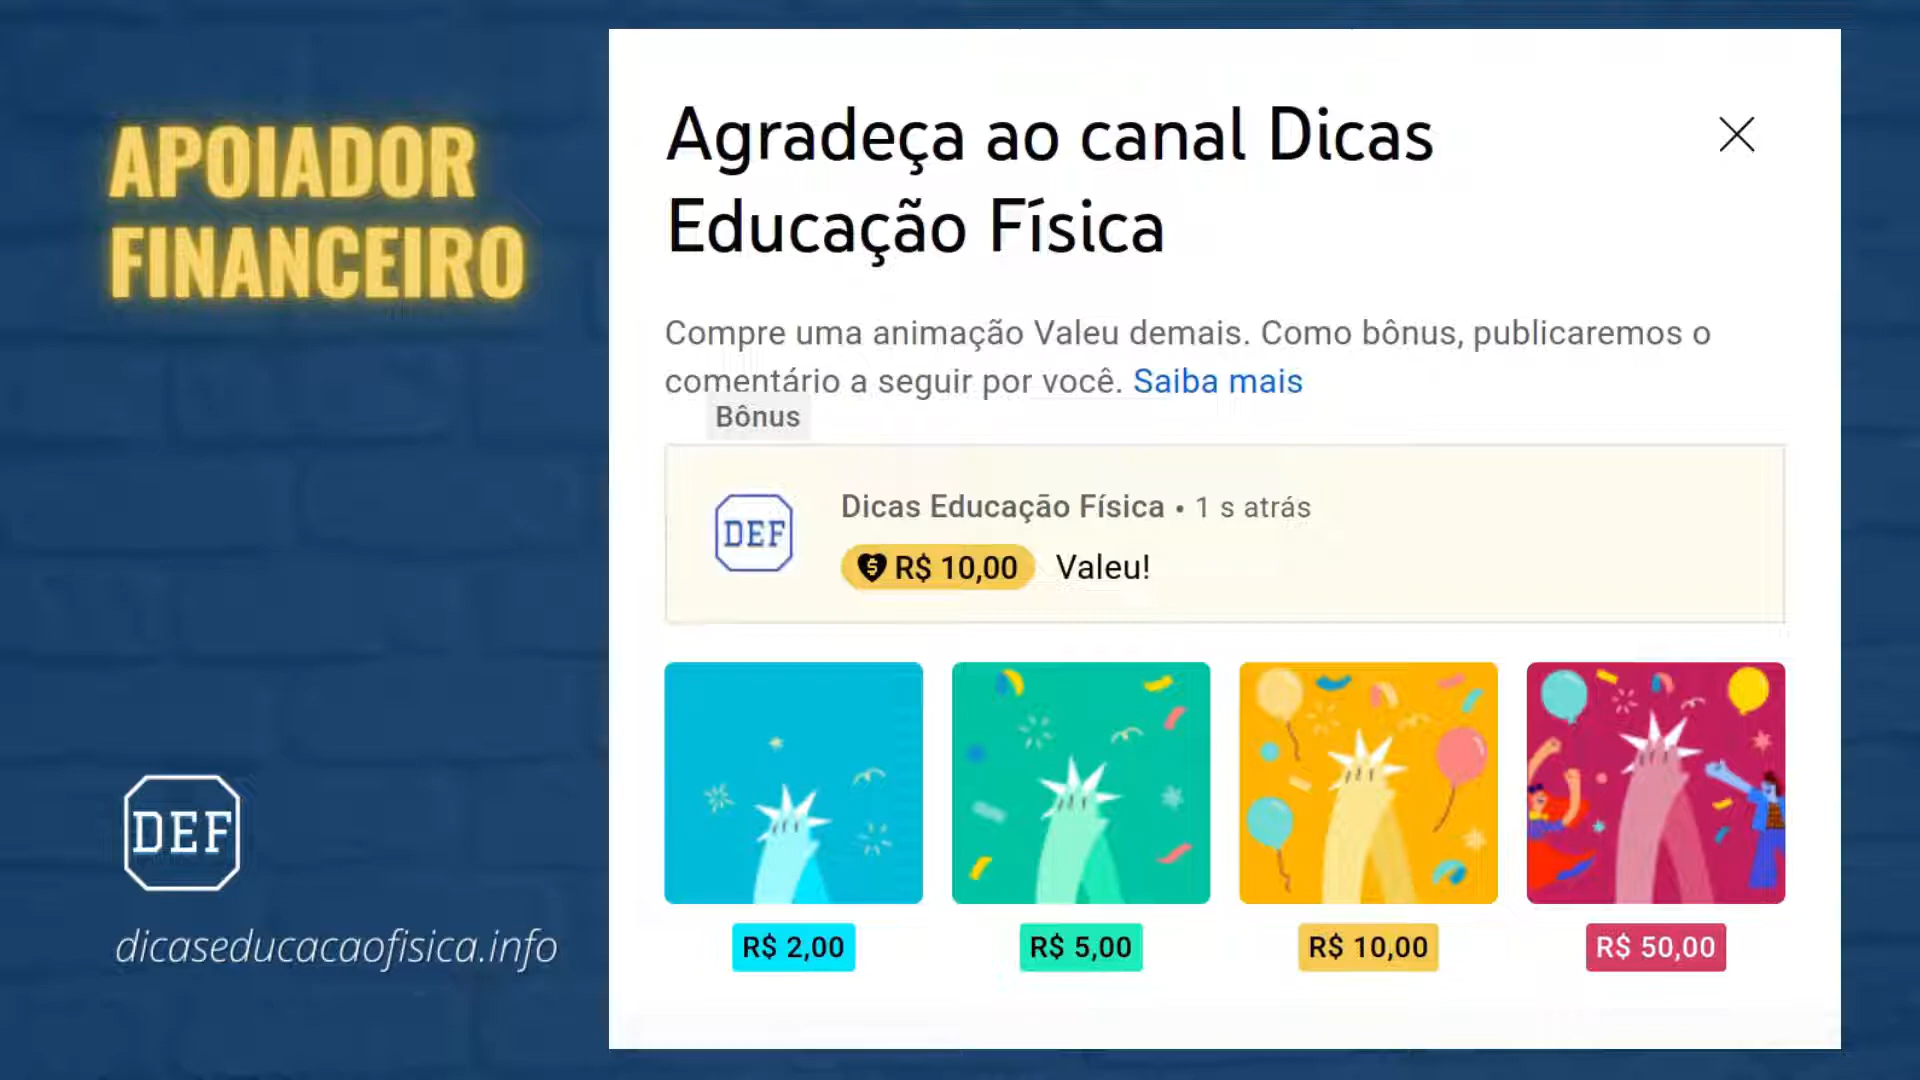 APOIADOR
FINANCEIRO
DEF
dicaseducacaofisica.info
Agradeça ao canal Dicas
Educação Física
Compre uma animação Valeu demais. Como bônus, publicaremos o
comentário a seguir por você. Saiba mais
Bônus
DEF
Dicas Educação Física • 1 s atrás
R$ 10,00 Valeu!
R$ 2,00
R$ 5,00
R$ 10,00
R$ 50,00